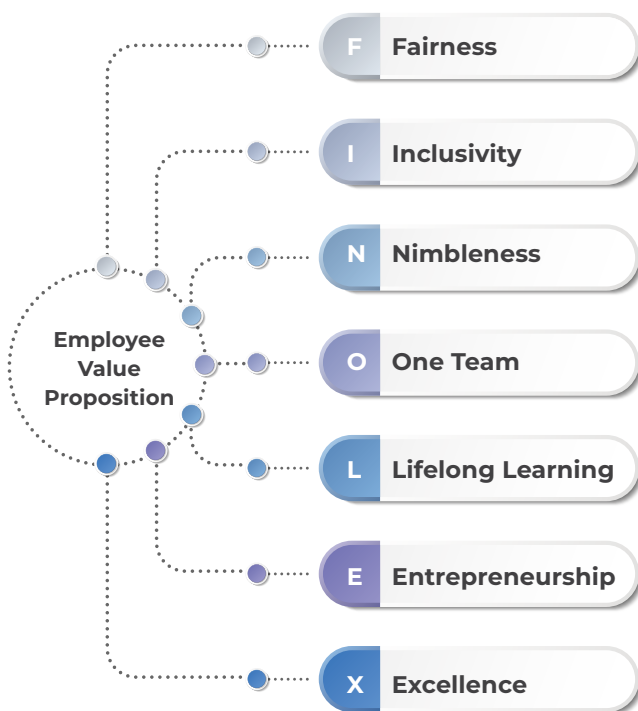 F Fairness
I Inclusivity
N Nimbleness
Employee
Value
Proposition
O One Team
L Lifelong Learning
E Entrepreneurship
X Excellence